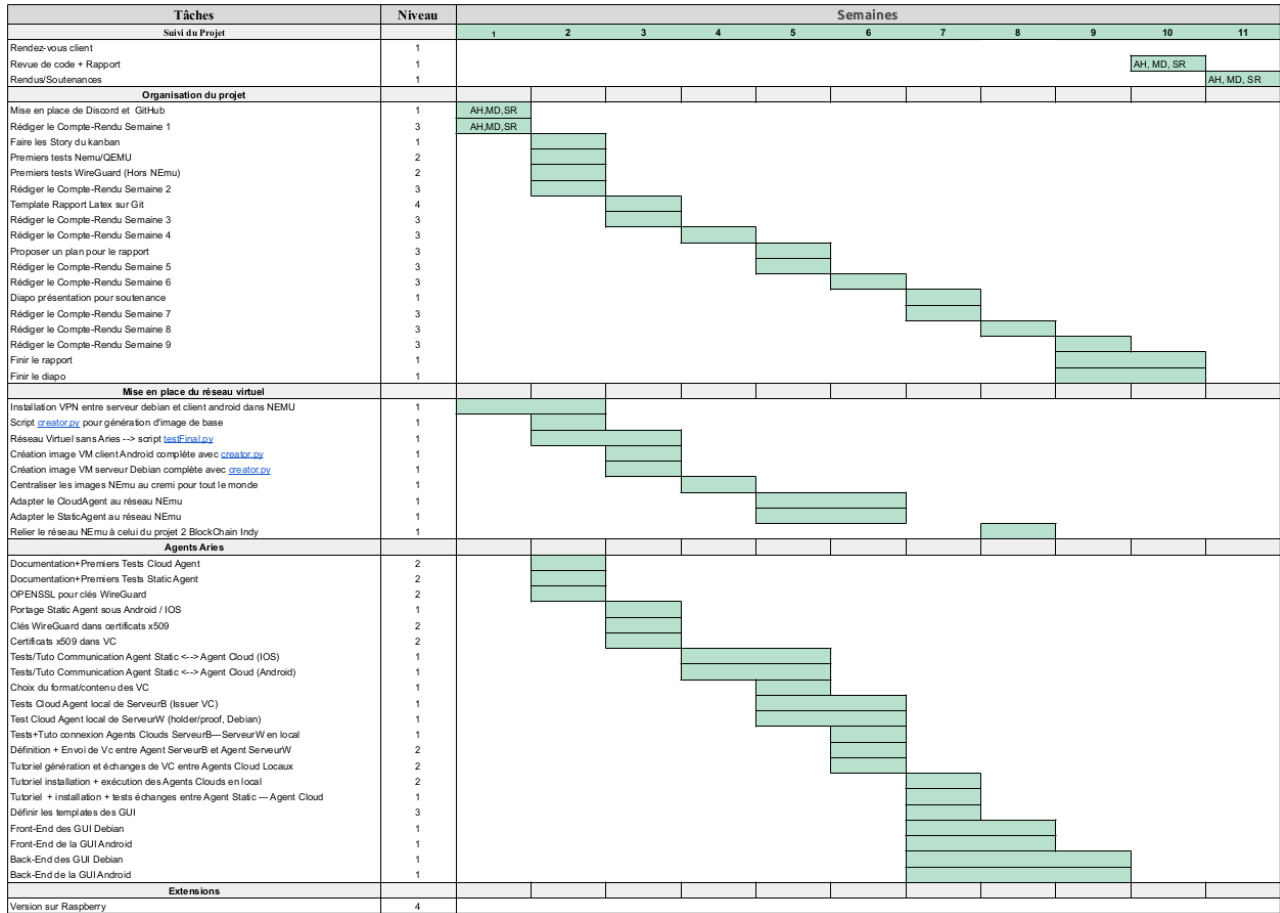 Tâches Niveau Semaines
Suivi du Projet 1 2 3 4 5 6 7 8 9 10 11
Rendez-vous client 1
Revue de code + Rapport 1 AH, MD, SR
Rendus/Soutenances 1 AH, MD, SR
Organisation du projet
Mise en place de Discord et GitHub 1 AH,MD,SR
Rédiger le Compte-Rendu Semaine 1 3 AH,MD,SR
Faire les Story du kanban 1
Premiers tests Nemu/QEMU 2
Premiers tests WireGuard (Hors NEmu) 2
Rédiger le Compte-Rendu Semaine 2 3
Template Rapport Latex sur Git 4
Rédiger le Compte-Rendu Semaine 3 3
Rédiger le Compte-Rendu Semaine 4 3
Proposer un plan pour le rapport 3
Rédiger le Compte-Rendu Semaine 5 3
Rédiger le Compte-Rendu Semaine 6 3
Diapo présentation pour soutenance 1
Rédiger le Compte-Rendu Semaine 7 3
Rédiger le Compte-Rendu Semaine 8 3
Rédiger le Compte-Rendu Semaine 9 3
Finir le rapport 1
Finir le diapo 1
Mise en place du réseau virtuel
Installation VPN entre serveur debian et client android dans NEMU 1
Script creator.py pour génération d'image de base 1
Réseau Virtuel sans Aries --> script testFinal.py 1
Création image VM client Android complète avec creator.py 1
Création image VM serveur Debian complète avec creator.py 1
Centraliser les images NEmu au cremi pour tout le monde 1
Adapter le CloudAgent au réseau NEmu 1
Adapter le StaticAgent au réseau NEmu 1
Relier le réseau NEmu à celui du projet 2 BlockChain Indy 1
Agents Aries
Documentation+Premiers Tests Cloud Agent 2
Documentation+Premiers Tests Static Agent 2
OPENSSL pour clés WireGuard 2
Portage Static Agent sous Android / IOS 1
Clés WireGuard dans certificats x509 2
Certificats x509 dans VC 2
Tests/Tuto Communication Agent Static <--> Agent Cloud (IOS) 1
Tests/Tuto Communication Agent Static <--> Agent Cloud (Android) 1
Choix du format/contenu des VC 1
Tests Cloud Agent local de ServeurB (Issuer VC) 1
Test Cloud Agent local de ServeurW (holder/proof, Debian) 1
Tests+Tuto connexion Agents Clouds ServeurB---ServeurW en local 1
Définition + Envoi de Vc entre Agent ServeurB et Agent ServeurW 2
Tutoriel génération et échanges de VC entre Agents Cloud Locaux 2
Tutoriel installation + exécution des Agents Clouds en local 2
Tutoriel + installation + tests échanges entre Agent Static --- Agent Cloud 1
Définir les templates des GUI 3
Front-End des GUI Debian 1
Front-End de la GUI Android 1
Back-End des GUI Debian 1
Back-End de la GUI Android 1
Extensions
Version sur Raspberry 4